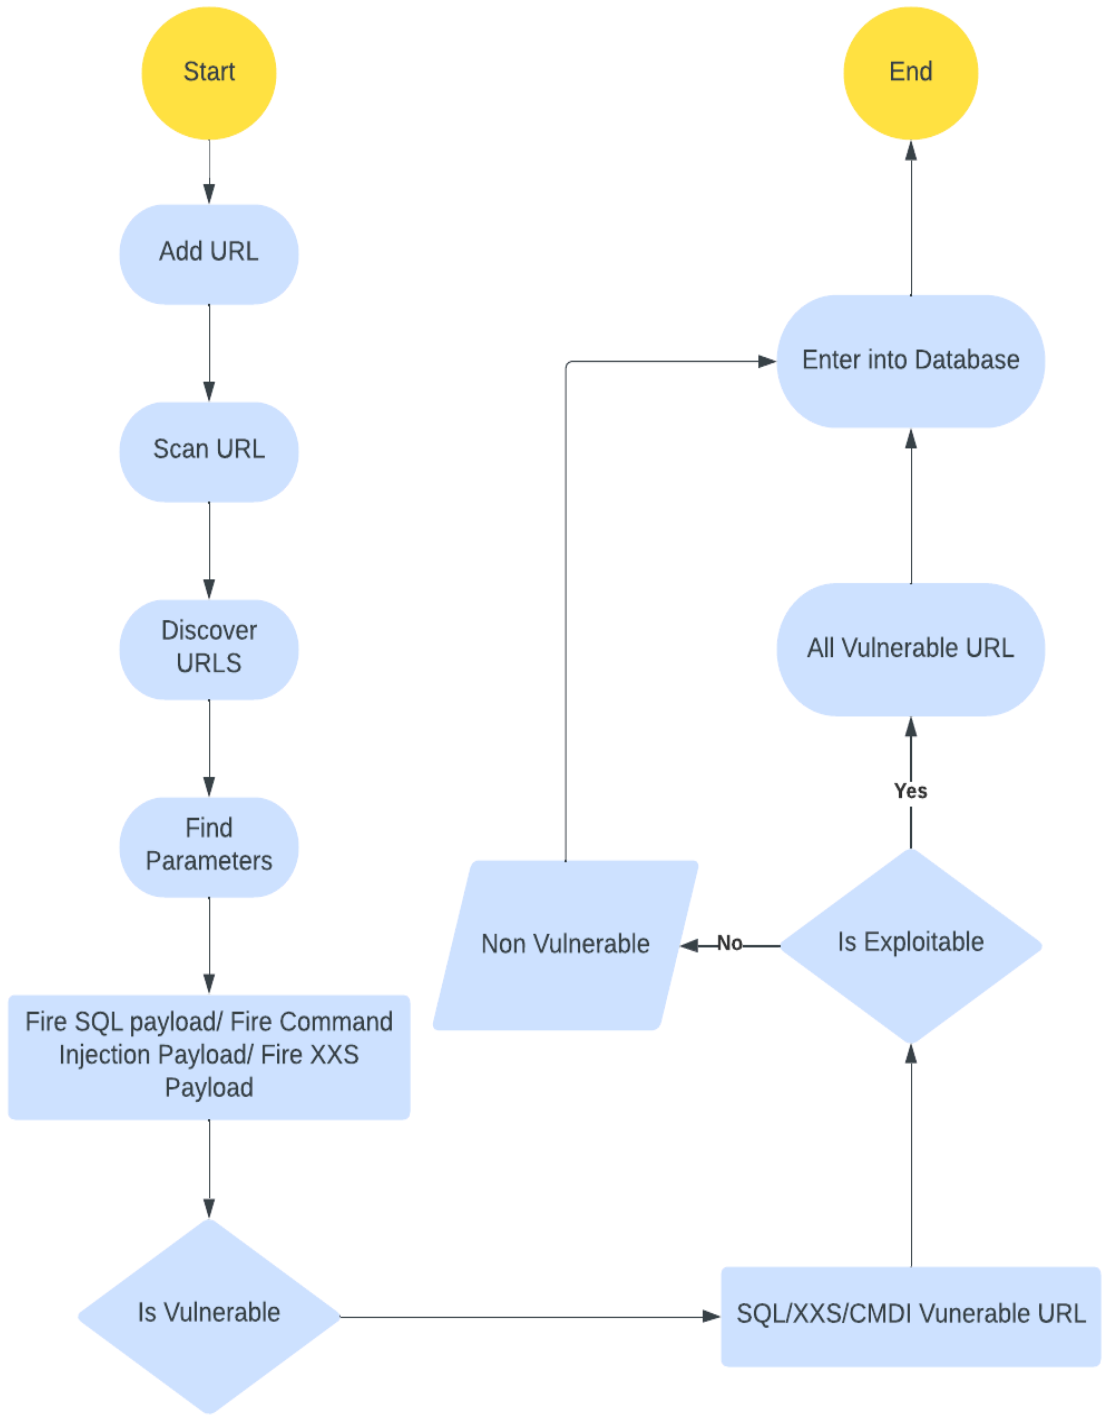 Start
Add URL
Scan URL
Discover
URLS
Find
Parameters
Fire SQL payload/ Fire Command
Injection Payload/ Fire XXS
Payload
Is Vulnerable
SQL/XXS/CMDI Vunerable URL
Is Exploitable
No
Non Vulnerable
Yes
All Vulnerable URL
Enter into Database
End